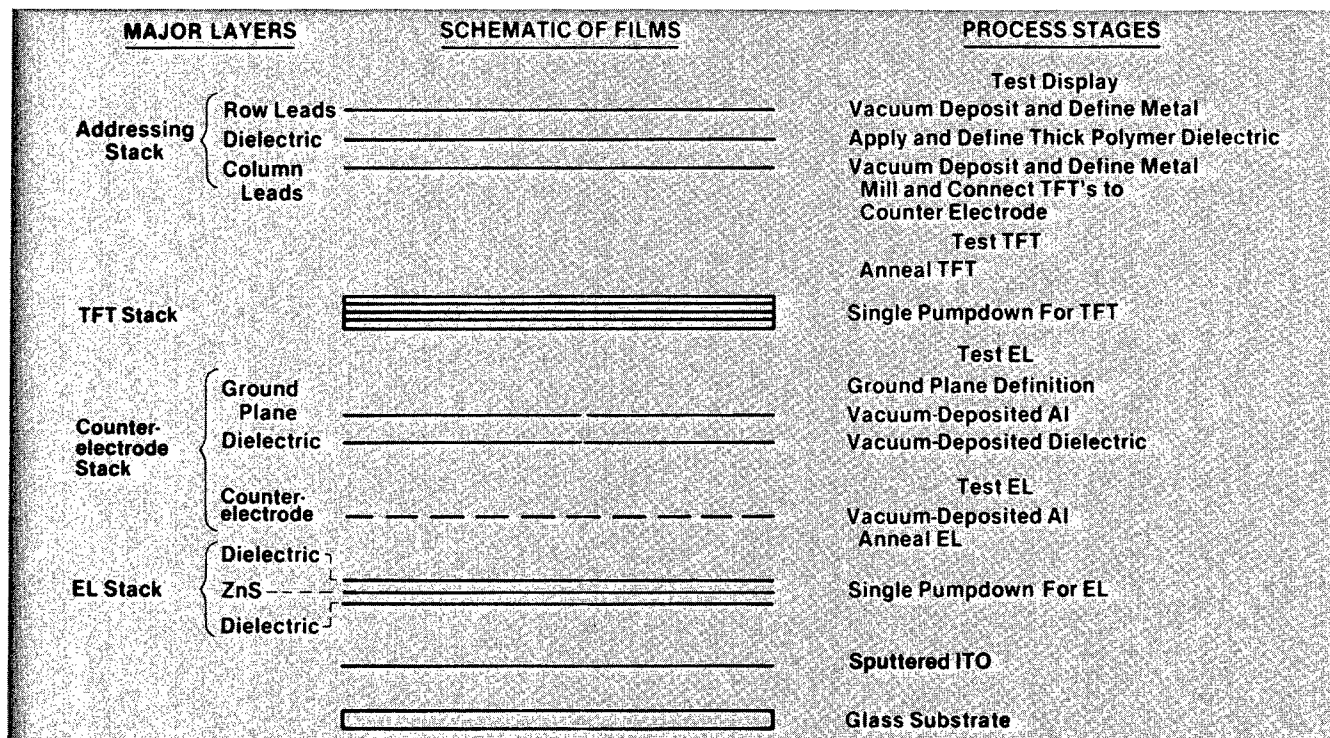 MAJOR LAYERS SCHEMATIC OF FILMS PROCESS STAGES
Test Display
Row Leads Vacuum Deposit and Define Metal
Addressing Stack
Dielectric Apply and Define Thick Polymer Dielectric
Column Leads Vacuum Deposit and Define Metal
Mill and Connect TFT's to
Counter Electrode
Test TFT
Anneal TFT
TFT Stack Single Pumpdown For TFT
Test EL
Ground Plane Ground Plane Definition
Vacuum-Deposited Al
Counter-
electrode
Stack
Dielectric Vacuum-Deposited Dielectric
Test EL
Counter-
electrode Vacuum-Deposited Al
Anneal EL
Dielectric
EL Stack ZnS Single Pumpdown For EL
Dielectric
Sputtered ITO
Glass Substrate